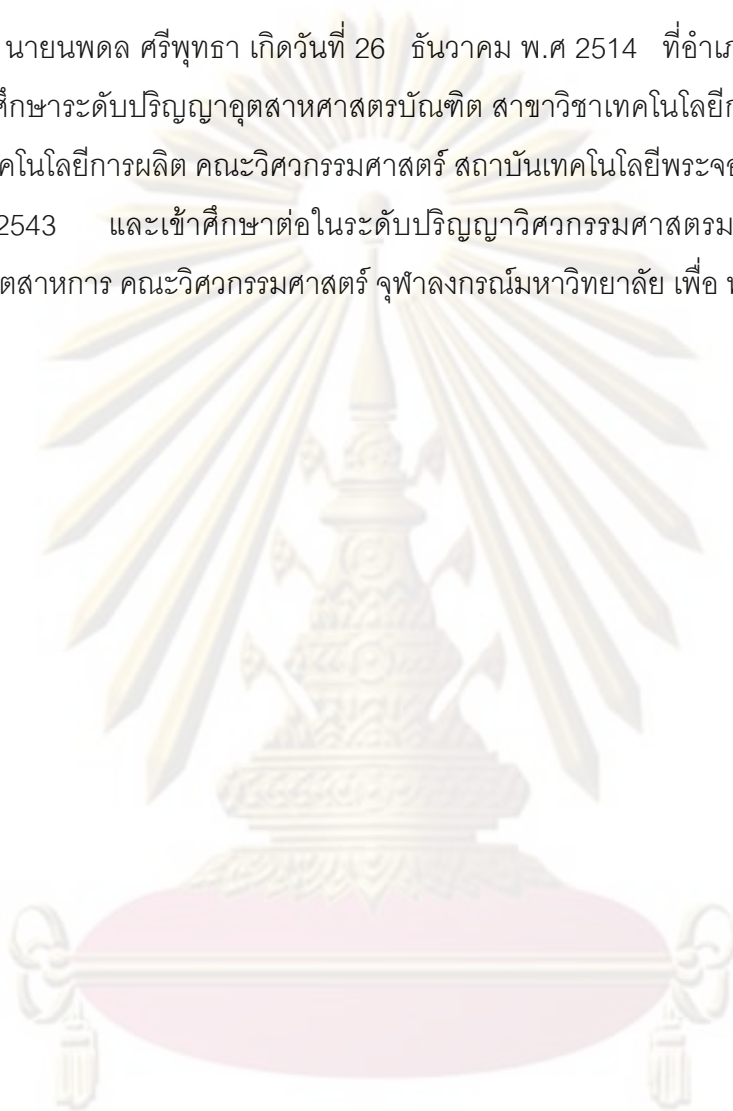 นายนพดล ศรีพุทธา เกิดวันที่ 26 ธันวาคม พ.ศ 2514 ที่อำเภ
ศึกษาระดับปริญญาอุตสาหศาสตรบัณฑิต สาขาวิชาเทคโนโลยีก
คโนโลยีการผลิต คณะวิศวกรรมศาสตร์ สถาบันเทคโนโลยีพระจอ
2543 และเข้าศึกษาต่อในระดับปริญญาวิศวกรรมศาสตรม
ตสาหการ คณะวิศวกรรมศาสตร์ จุฬาลงกรณ์มหาวิทยาลัย เพื่อ